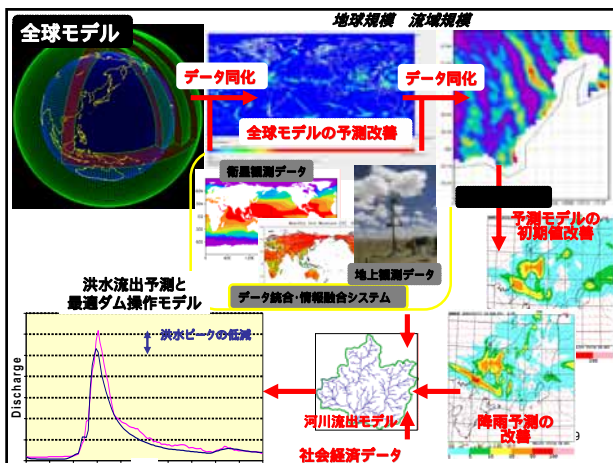 全球モデル
地球規模 流域規模
データ同化
データ同化
全球モデルの予測改善
衛星観測データ
地上観測データ
データ統合・情報融合システム
予測モデルの
初期値改善
洪水流出予測と
最適ダム操作モデル
洪水ピークの低減
Discharge
河川流出モデル
降雨予測の
改善
社会経済データ
9